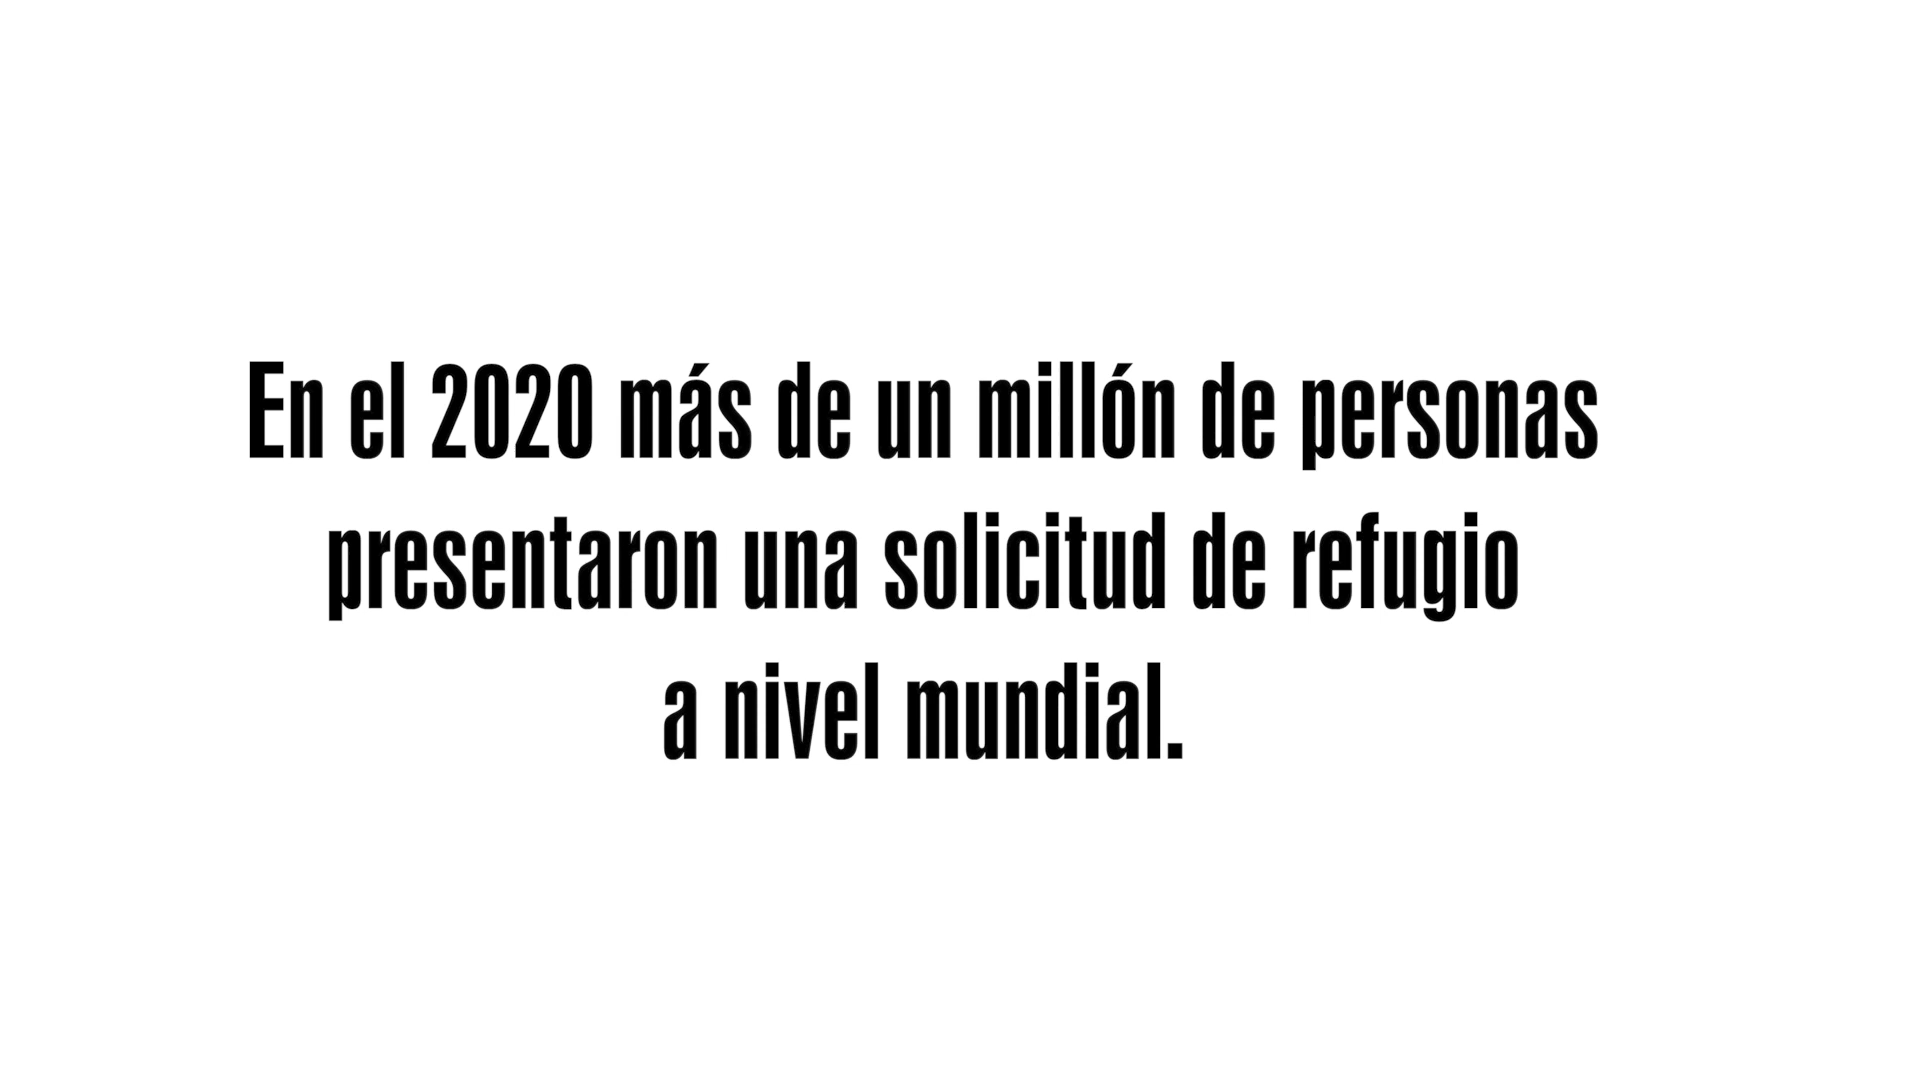 En el 2020 más de un millón de personas
presentaron una solicitud de refugio
a nivel mundial.